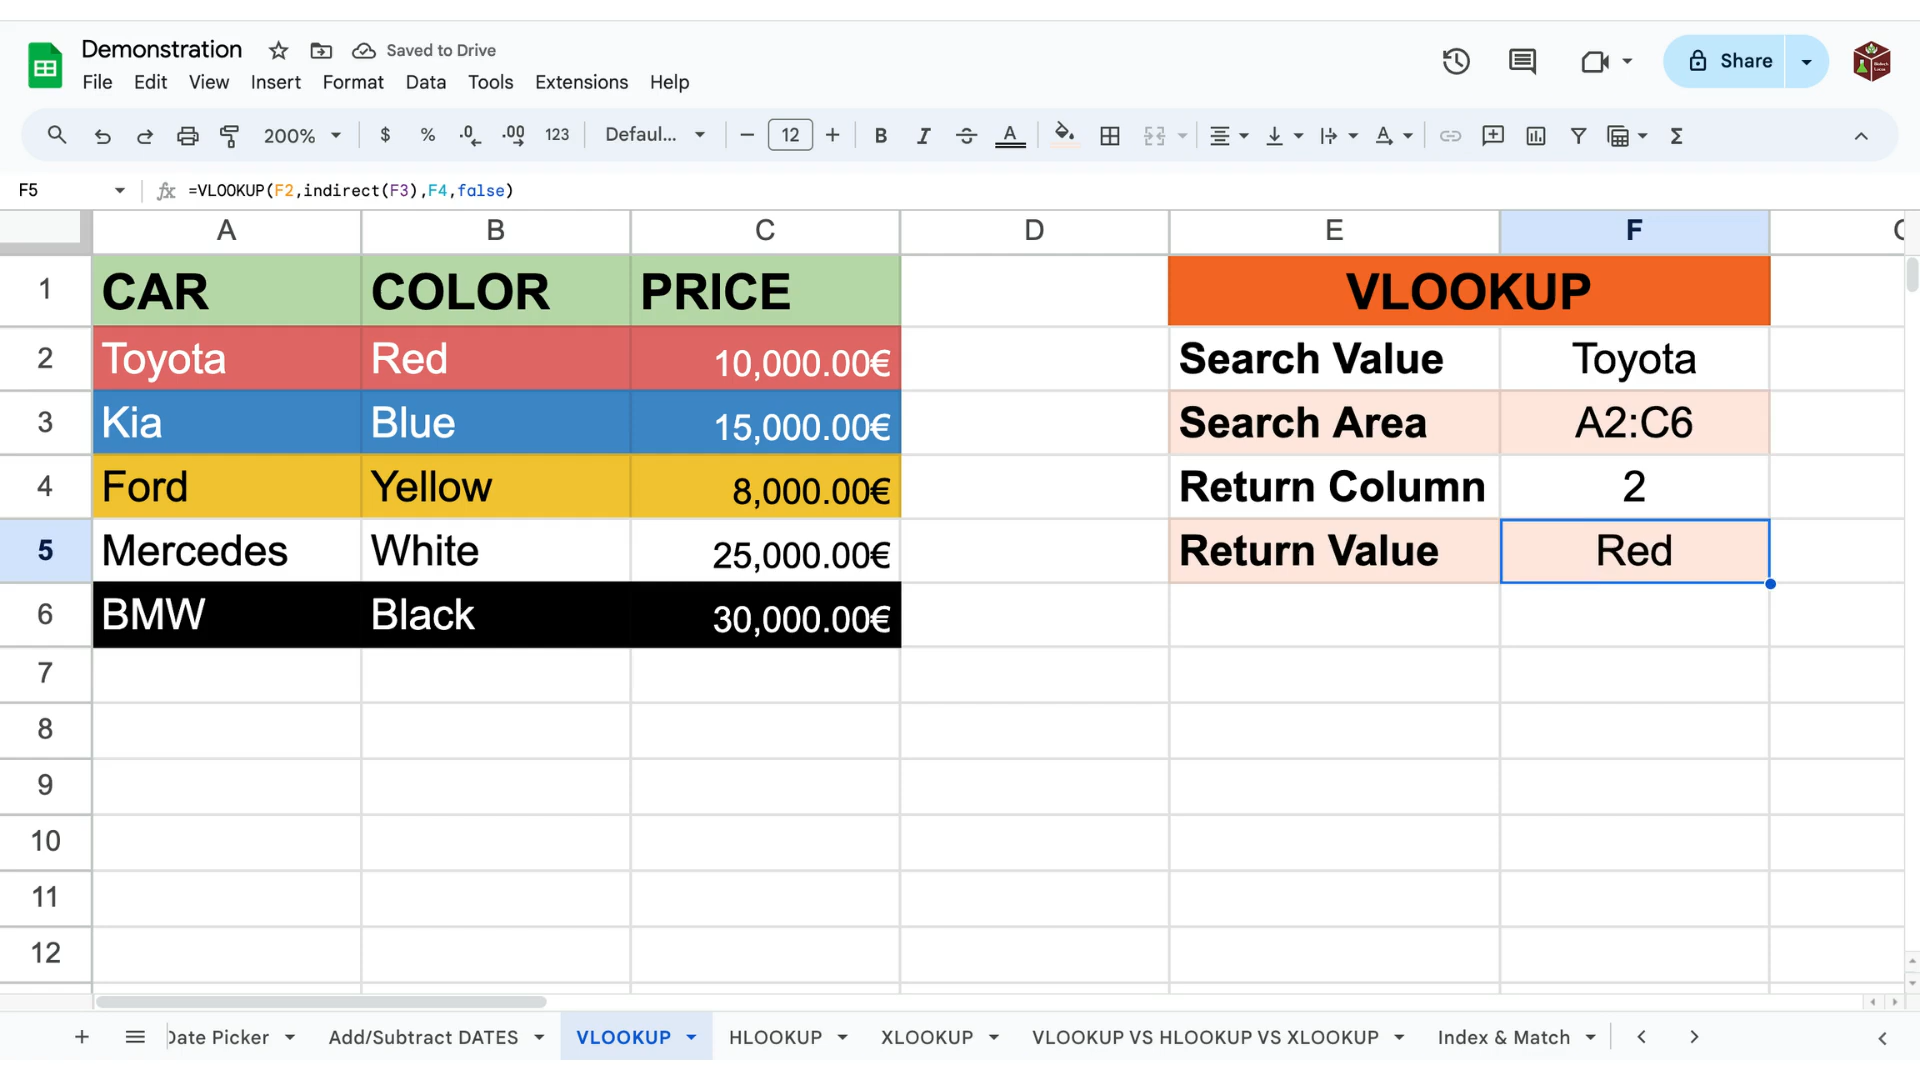 Demonstration Saved to Drive
File Edit View Insert Format Data Tools Extensions Help
Share
200% $ % .0 .00 123 Defaul... 12 B I A A Σ
F5 fx =VLOOKUP(F2,indirect(F3),F4,false)
A B C D E F
1 CAR COLOR PRICE VLOOKUP
2 Toyota Red 10,000.00€ Search Value Toyota
3 Kia Blue 15,000.00€ Search Area A2:C6
4 Ford Yellow 8,000.00€ Return Column 2
5 Mercedes White 25,000.00€ Return Value Red
6 BMW Black 30,000.00€
7
8
9
10
11
12
Date Picker Add/Subtract DATES VLOOKUP HLOOKUP XLOOKUP VLOOKUP VS HLOOKUP VS XLOOKUP Index & Match